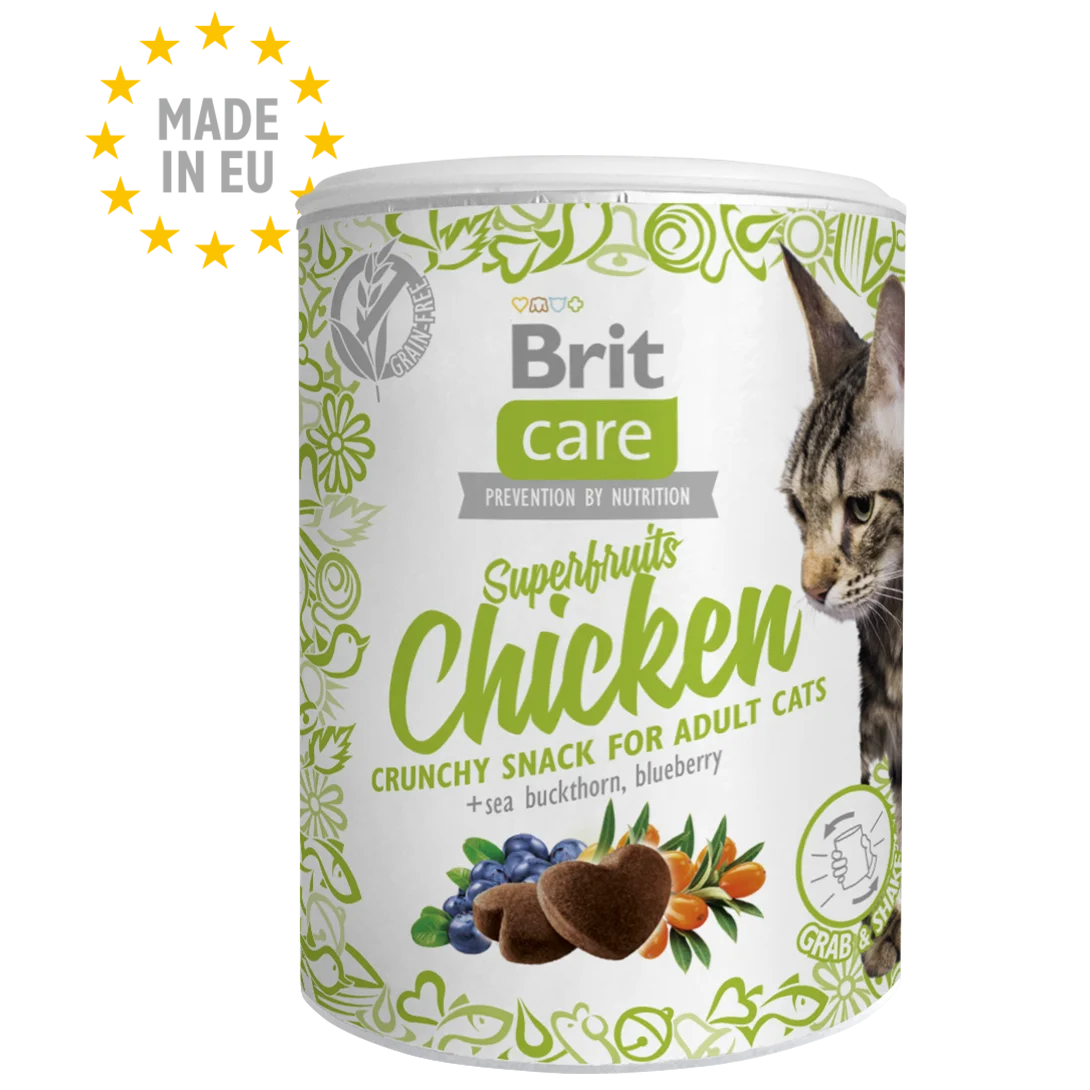 MADE
IN EU
GRAIN-FREE
Brit
care
PREVENTION BY NUTRITION
Superfruits
Chicken
CRUNCHY SNACK FOR ADULT CATS
+sea buckthorn, blueberry
GRAB & SHAKE